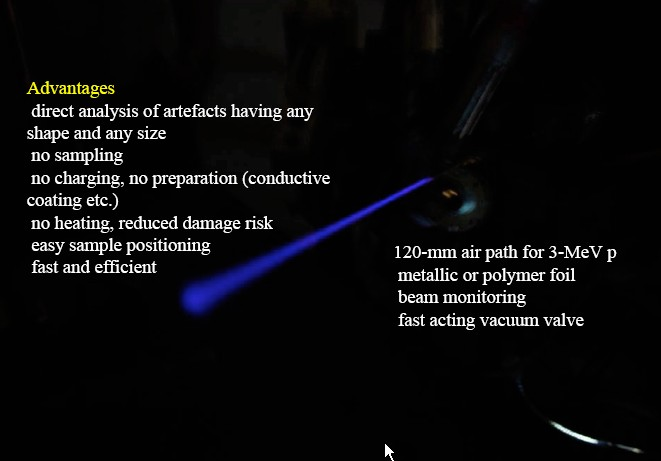 Advantages
direct analysis of artefacts having any
shape and any size
no sampling
no charging, no preparation (conductive
coating etc.)
no heating, reduced damage risk
easy sample positioning
fast and efficient
120-mm air path for 3-MeV p
metallic or polymer foil
beam monitoring
fast acting vacuum valve